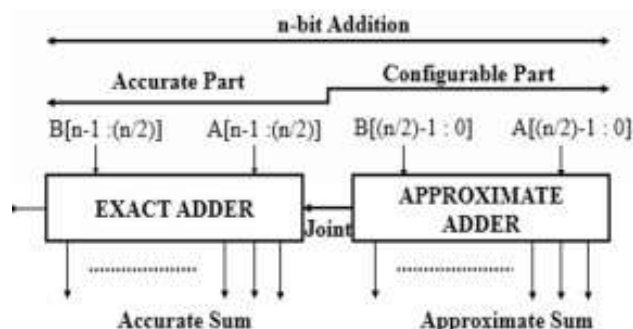 n-bit Addition
Accurate Part
Configurable Part
B[n-1 :(n/2)]
A[n-1 :(n/2)]
B[(n/2)-1 : 0]
A[(n/2)-1 : 0]
EXACT ADDER
Joint
APPROXIMATE
ADDER
Accurate Sum
Approximate Sum